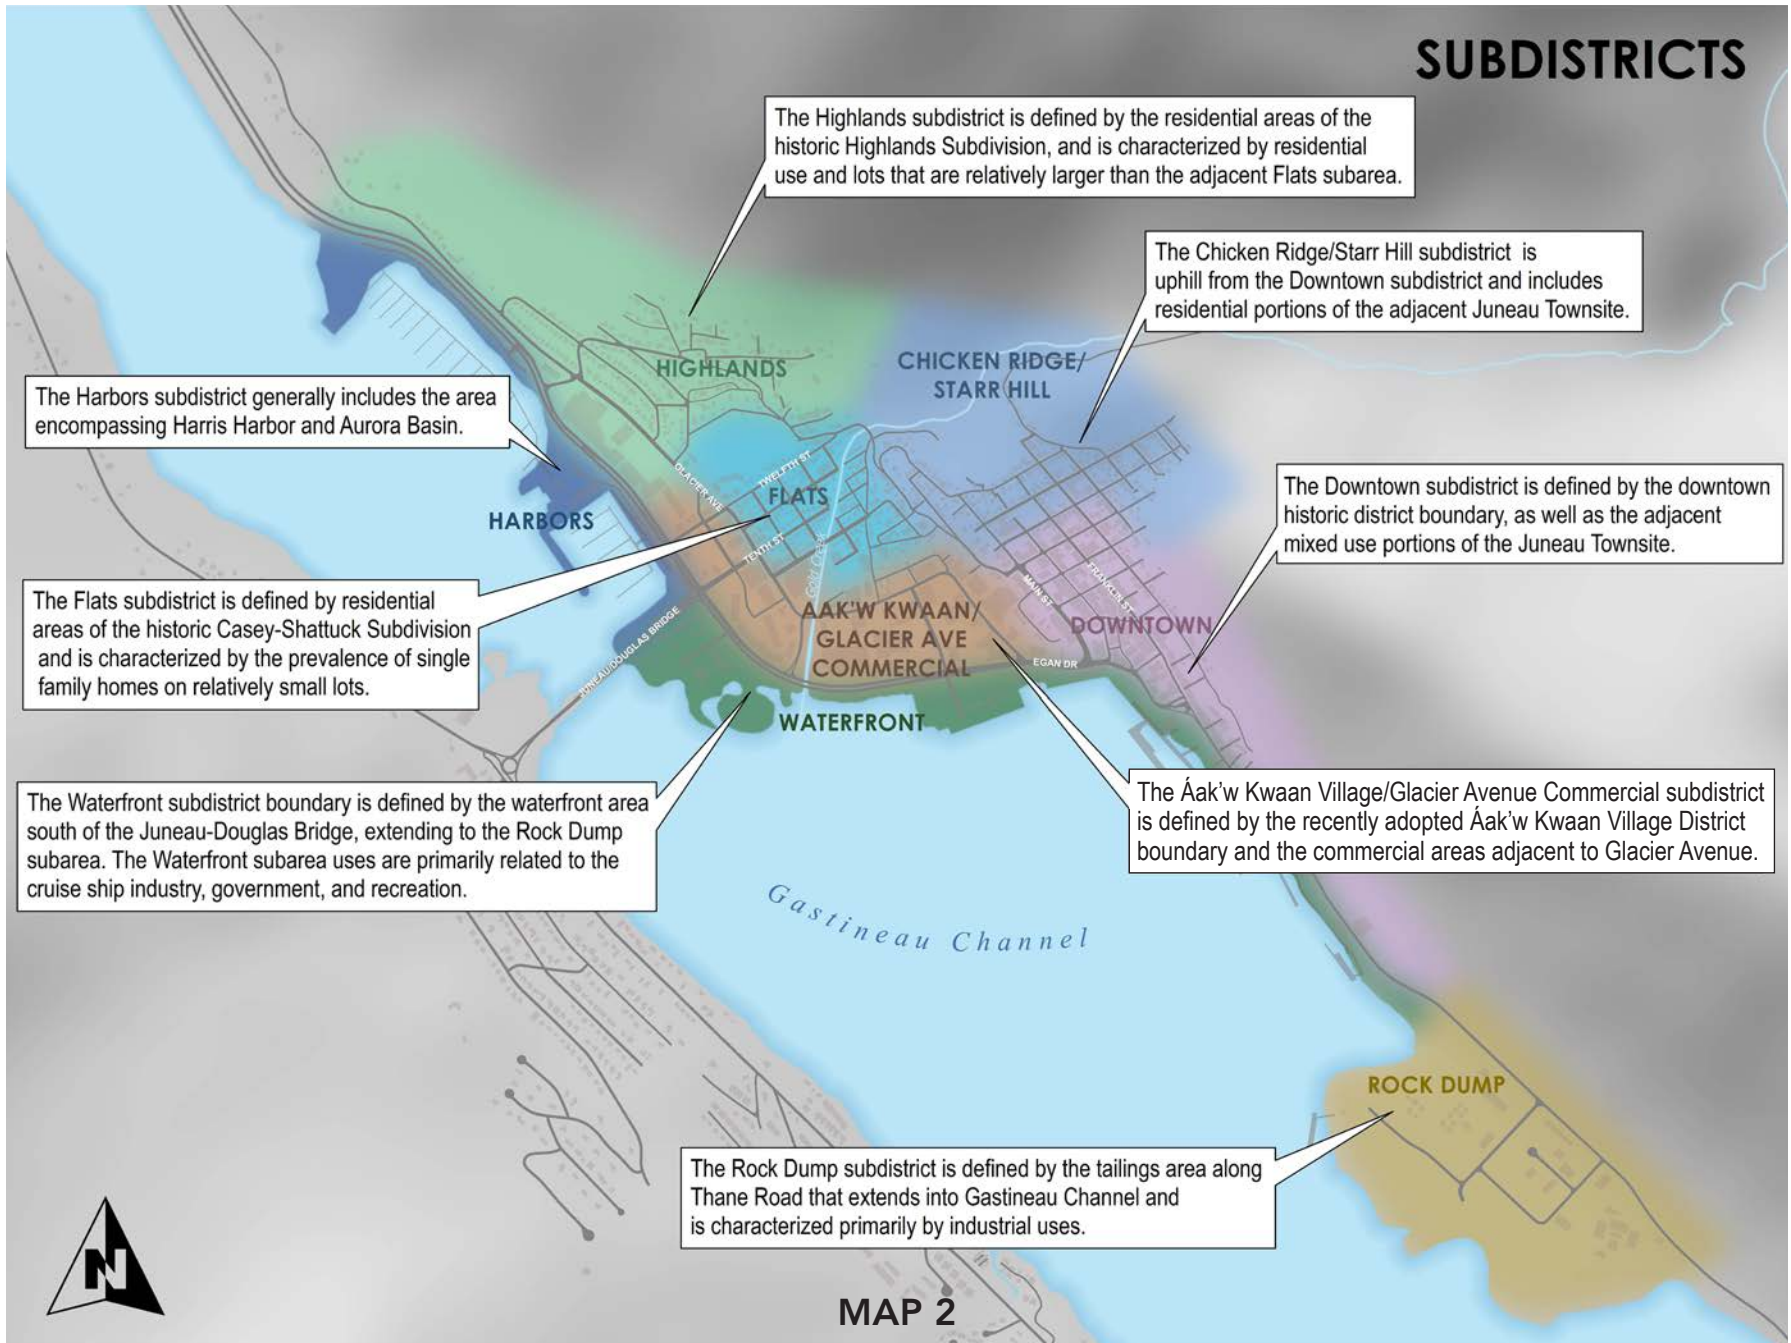 SUBDISTRICTS
The Highlands subdistrict is defined by the residential areas of the
historic Highlands Subdivision, and is characterized by residential
use and lots that are relatively larger than the adjacent Flats subarea.
The Chicken Ridge/Starr Hill subdistrict is
uphill from the Downtown subdistrict and includes
residential portions of the adjacent Juneau Townsite.
HIGHLANDS
CHICKEN RIDGE/
STARR HILL
The Harbors subdistrict generally includes the area
encompassing Harris Harbor and Aurora Basin.
GLACIER AVE
TWELFTH ST
FLATS
HARBORS
The Downtown subdistrict is defined by the downtown
historic district boundary, as well as the adjacent
mixed use portions of the Juneau Townsite.
TENTH ST
Gold Creek
MAIN ST
FRANKLIN ST
The Flats subdistrict is defined by residential
areas of the historic Casey-Shattuck Subdivision
and is characterized by the prevalence of single
family homes on relatively small lots.
AAK'W KWAAN/
GLACIER AVE
COMMERCIAL
DOWNTOWN
JUNEAU/DOUGLAS BRIDGE
EGAN DR
WATERFRONT
The Waterfront subdistrict boundary is defined by the waterfront area
south of the Juneau-Douglas Bridge, extending to the Rock Dump
subarea. The Waterfront subarea uses are primarily related to the
cruise ship industry, government, and recreation.
The Áak'w Kwaan Village/Glacier Avenue Commercial subdistrict
is defined by the recently adopted Áak'w Kwaan Village District
boundary and the commercial areas adjacent to Glacier Avenue.
Gastineau Channel
ROCK DUMP
The Rock Dump subdistrict is defined by the tailings area along
Thane Road that extends into Gastineau Channel and
is characterized primarily by industrial uses.
N
MAP 2